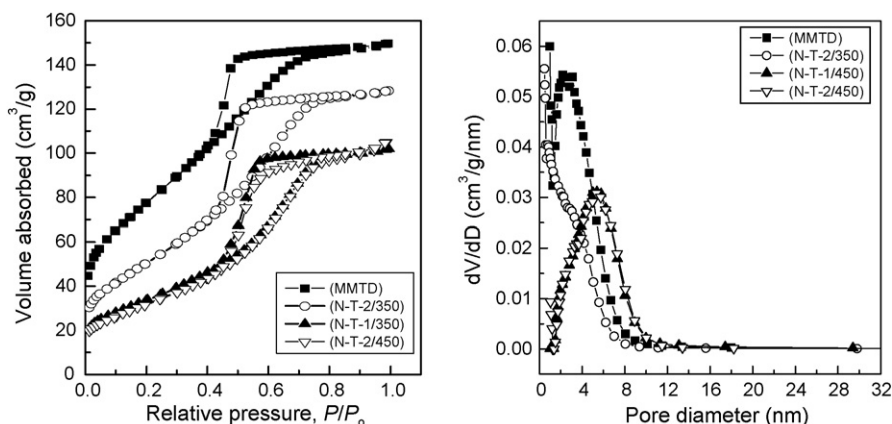 160
140
120
100
80
60
40
20
0
Volume absorbed (cm³/g)
(MMTD)
(N-T-2/350)
(N-T-1/350)
(N-T-2/450)
0.0 0.2 0.4 0.6 0.8 1.0
Relative pressure, P/P₀
0.06
0.05
0.04
0.03
0.02
0.01
0.00
dV/dD (cm³/g/nm)
(MMTD)
(N-T-2/350)
(N-T-1/450)
(N-T-2/450)
0 4 8 12 16 20 24 28 32
Pore diameter (nm)